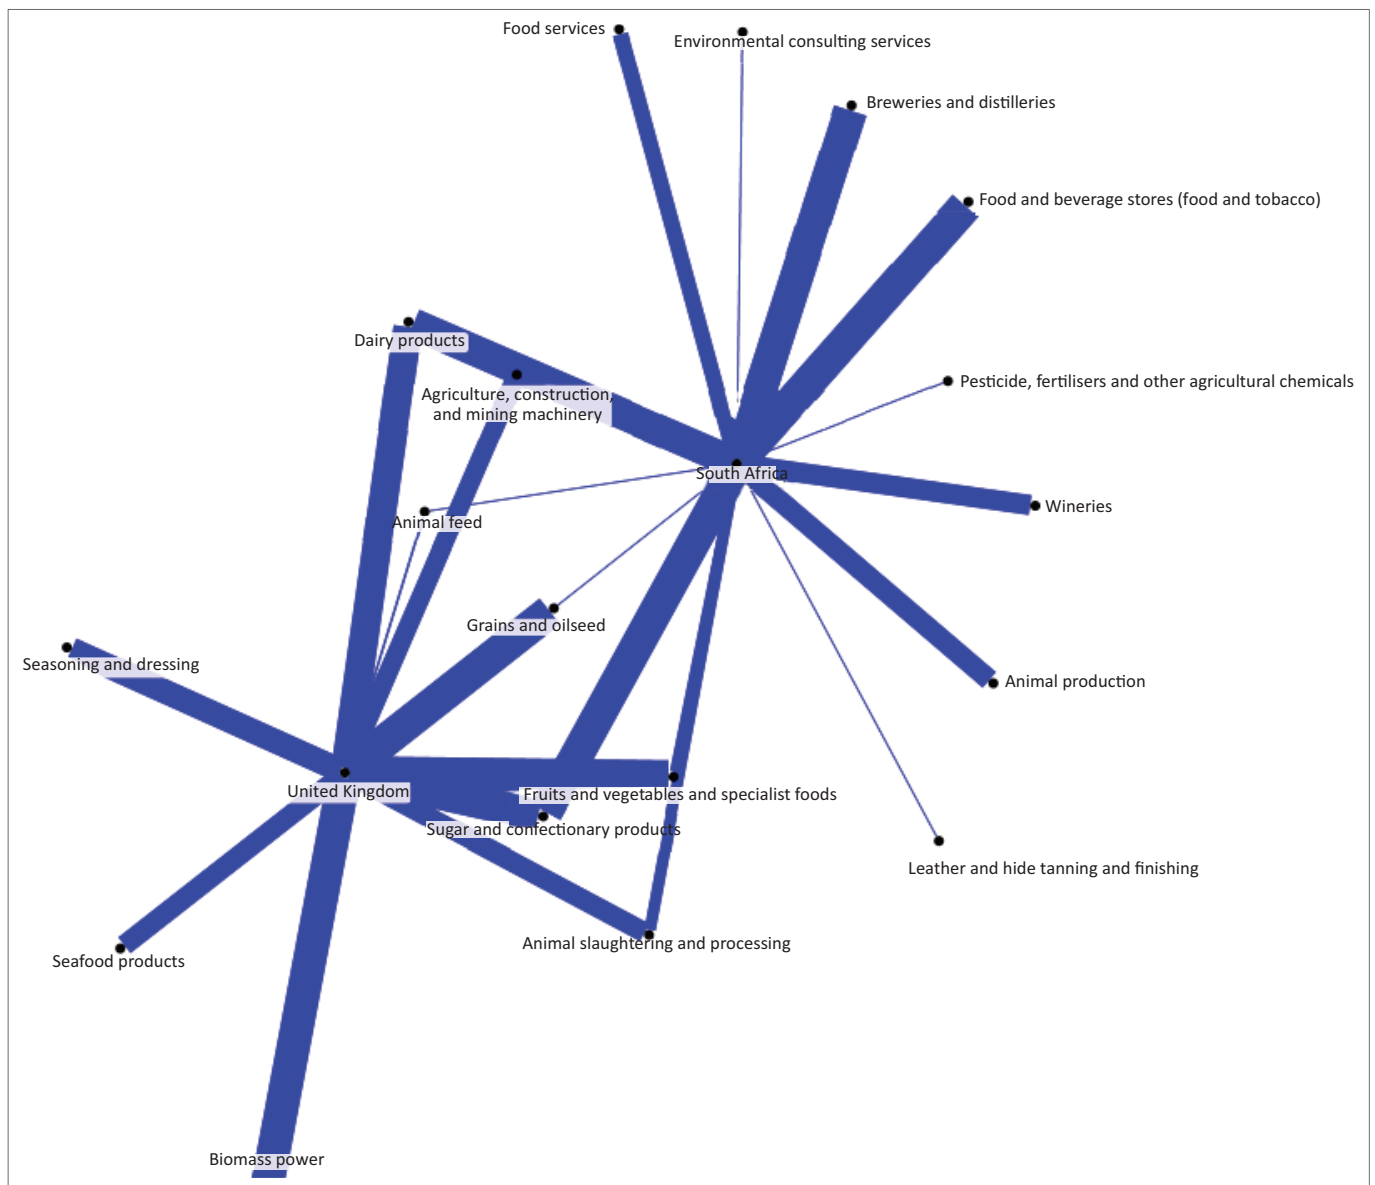 Food services
Environmental consulting services
Breweries and distilleries
Food and beverage stores (food and tobacco)
Dairy products
Agriculture, construction,
and mining machinery
Pesticide, fertilisers and other agricultural chemicals
South Africa
Wineries
Animal feed
Grains and oilseed
Seasoning and dressing
Animal production
United Kingdom
Fruits and vegetables and specialist foods
Sugar and confectionary products
Leather and hide tanning and finishing
Animal slaughtering and processing
Seafood products
Biomass power